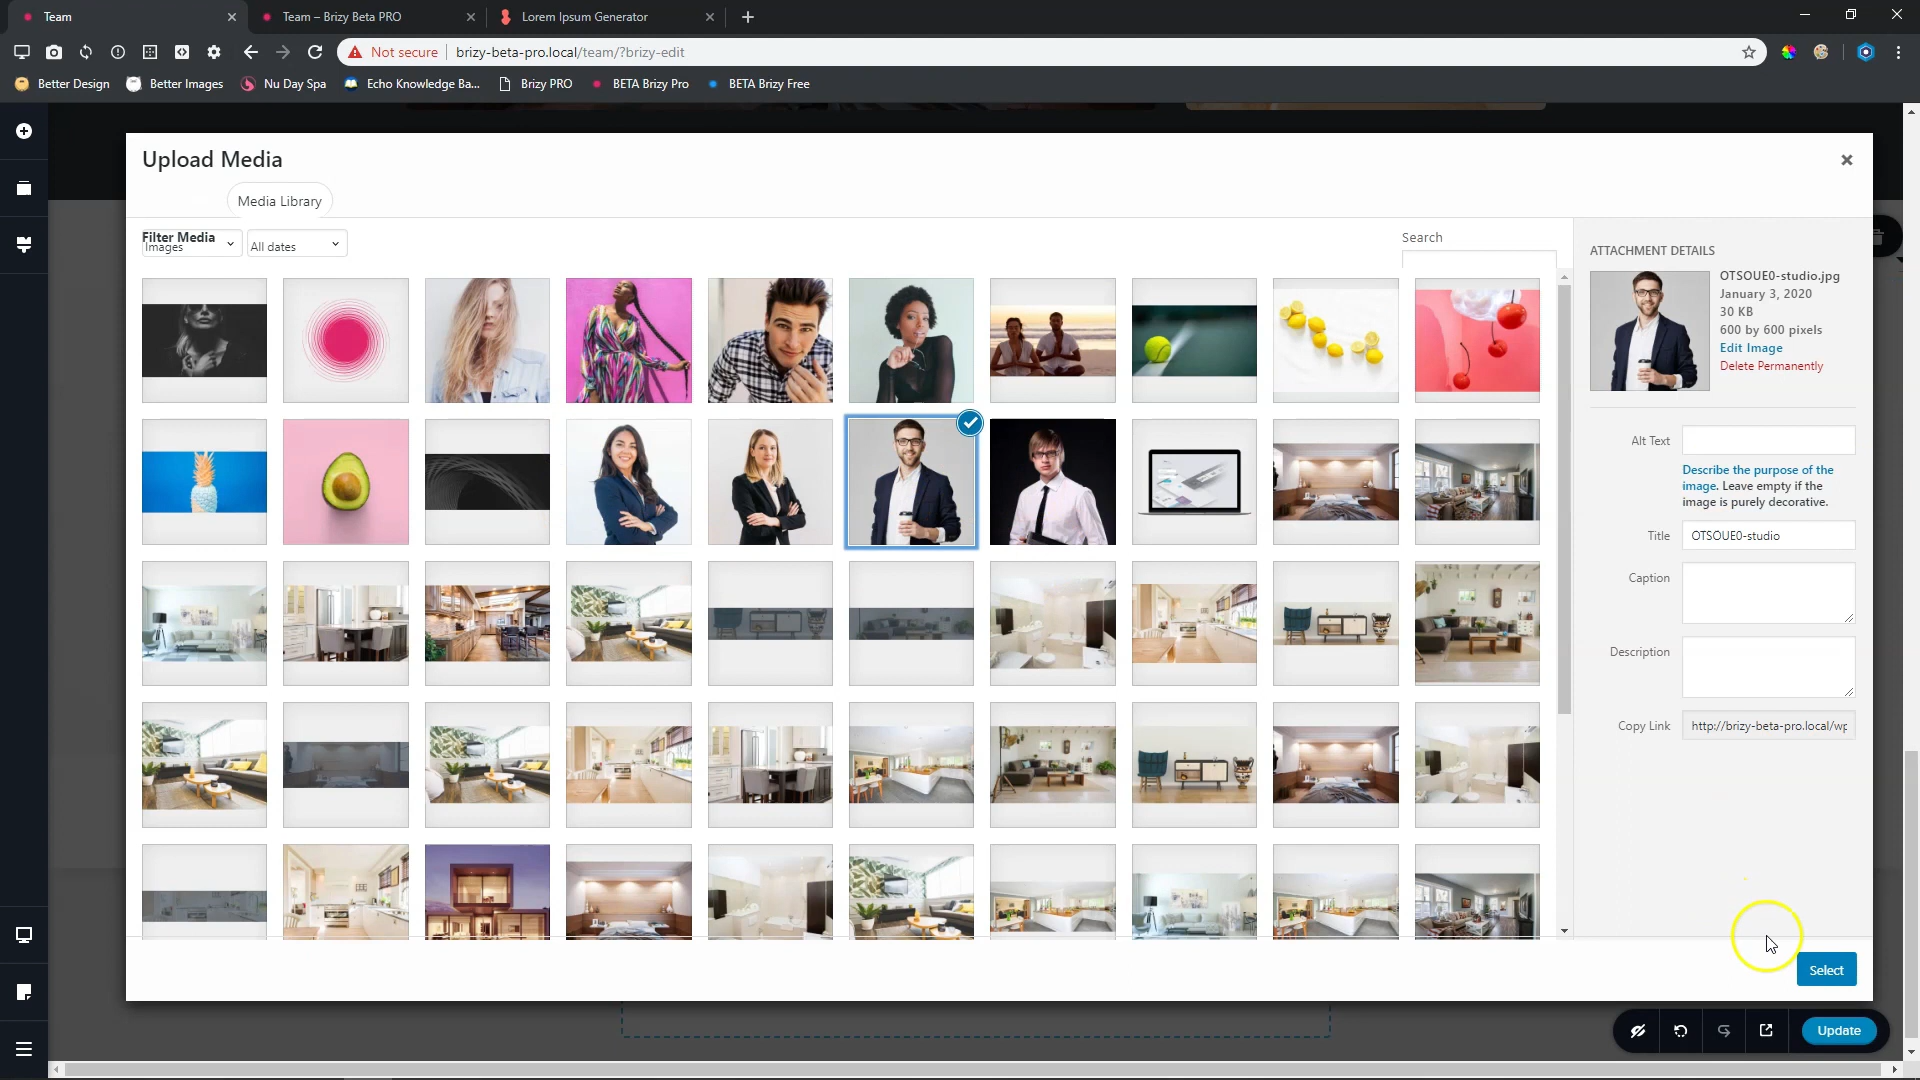 Team
Team – Brizy Beta PRO
Lorem Ipsum Generator
Not secure
brizy-beta-pro.local/team/?brizy-edit
Better Design
Better Images
Nu Day Spa
Echo Knowledge Ba...
Brizy PRO
BETA Brizy Pro
BETA Brizy Free
Upload Media
Media Library
Filter Media
Images
All dates
Search
ATTACHMENT DETAILS
OTSOUE0-studio.jpg
January 3, 2020
30 KB
600 by 600 pixels
Edit Image
Delete Permanently
Alt Text
Describe the purpose of the
image. Leave empty if the
image is purely decorative.
Title
OTSOUE0-studio
Caption
Description
Copy Link
http://brizy-beta-pro.local/wp
Select
Update